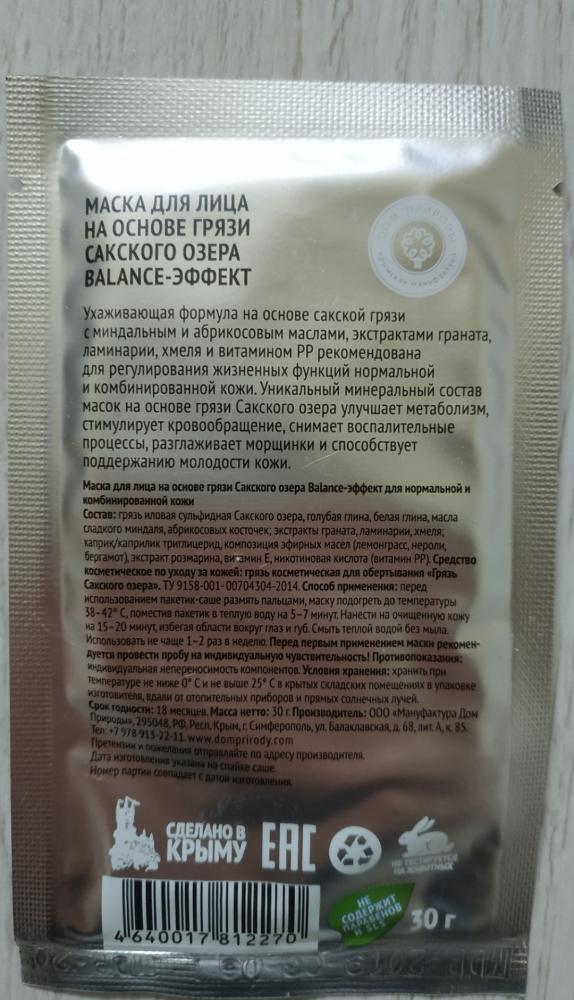 МАСКА ДЛЯ ЛИЦА
НА ОСНОВЕ ГРЯЗИ
САКСКОГО ОЗЕРА
BALANCE-ЭФФЕКТ
ДОМ ПРИРОДЫ
КРЫМСКАЯ МАНУФАКТУРА
Ухаживающая формула на основе сакской грязи
с миндальным и абрикосовым маслами, экстрактами граната,
ламинарии, хмеля и витамином РР рекомендована
для регулирования жизненных функций нормальной
и комбинированной кожи. Уникальный минеральный состав
масок на основе грязи Сакского озера улучшает метаболизм,
стимулирует кровообращение, снимает воспалительные
процессы, разглаживает морщинки и способствует
поддержанию молодости кожи.
Маска для лица на основе грязи Сакского озера Balance-эффект для нормальной и
комбинированной кожи
Состав: грязь иловая сульфидная Сакского озера, голубая глина, белая глина, масла
сладкого миндаля, абрикосовых косточек; экстракты граната, ламинарии, хмеля;
каприк/каприлик триглицерид, композиция эфирных масел (лемонграсс, нероли,
бергамот), экстракт розмарина, витамин Е, никотиновая кислота (витамин РР). Средство
косметическое по уходу за кожей: грязь косметическая для обертывания «Грязь
Сакского озера». ТУ 9158-001-00704304-2014. Способ применения: перед
использованием пакетик-саше размять пальцами, маску подогреть до температуры
38–42° С, поместив пакетик в теплую воду на 5–7 минут. Нанести на очищенную кожу
на 15–20 минут, избегая области вокруг глаз и губ. Смыть теплой водой без мыла.
Использовать не чаще 1–2 раз в неделю. Перед первым применением маски рекомен-
дуется провести пробу на индивидуальную чувствительность! Противопоказания:
индивидуальная непереносимость компонентов. Условия хранения: хранить при
температуре не ниже 0° С и не выше 25° С в крытых складских помещениях в упаковке
изготовителя, вдали от отопительных приборов и прямых солнечных лучей.
Срок годности: 18 месяцев. Масса нетто: 30 г. Производитель: ООО «Мануфактура Дом
Природы», 295048, РФ, Респ. Крым, г. Симферополь, ул. Балаклавская, д. 68, лит. А, к. 85.
Тел.: +7 978 913-22-11. www.domprirody.com
Претензии и пожелания отправляйте по адресу производителя.
Дата изготовления указана на спайке саше.
Номер партии совпадает с датой изготовления.
СДЕЛАНО В
КРЫМУ
ЕАС
НЕ ТЕСТИРУЕТСЯ
НА ЖИВОТНЫХ
НЕ
СОДЕРЖИТ
ПАРАБЕНОВ
И SLS
30 г
4 640017 812270